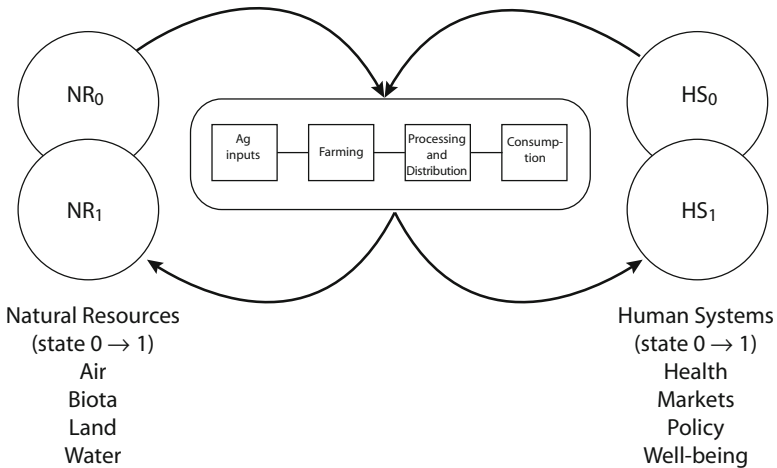 NR0
HS0
Ag
inputs
Farming
Processing
and
Distribution
Consump-
tion
NR1
HS1
Natural Resources
(state 0 → 1)
Air
Biota
Land
Water
Human Systems
(state 0 → 1)
Health
Markets
Policy
Well-being